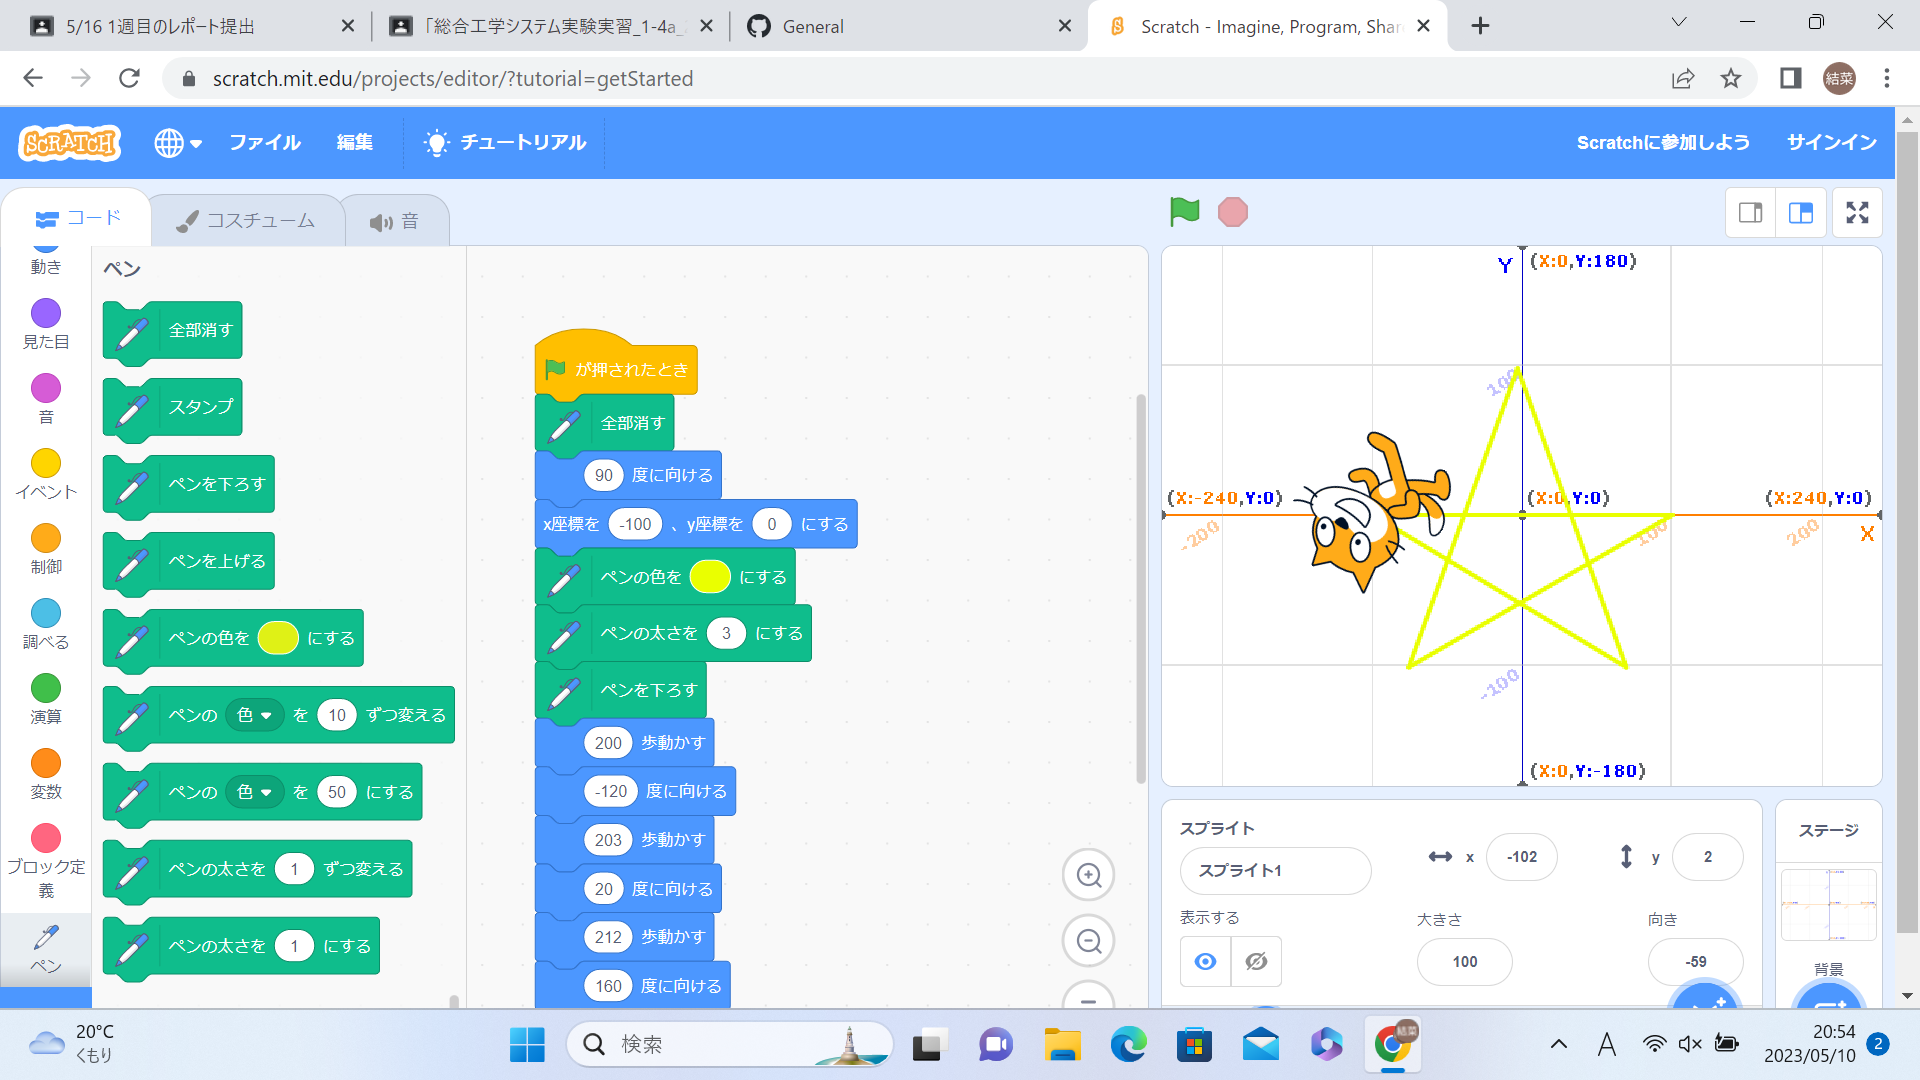 5/16 1週目のレポート提出
「総合工学システム実験実習_1-4a_
General
Scratch - Imagine, Program, Shar
scratch.mit.edu/projects/editor/?tutorial=getStarted
結菜
SCRATCH
ファイル
編集
チュートリアル
Scratchに参加しよう
サインイン
コード
コスチューム
音
動き
見た目
音
イベント
制御
調べる
演算
変数
ブロック定
義
ペン
ペン
全部消す
スタンプ
ペンを下ろす
ペンを上げる
ペンの色を にする
ペンの 色 を 10 ずつ変える
ペンの 色 を 50 にする
ペンの太さを 1 ずつ変える
ペンの太さを 1 にする
が押されたとき
全部消す
90 度に向ける
x座標を -100 、y座標を 0 にする
ペンの色を にする
ペンの太さを 3 にする
ペンを下ろす
200 歩動かす
-120 度に向ける
203 歩動かす
20 度に向ける
212 歩動かす
160 度に向ける
Y
(X:0,Y:180)
100
(X:-240,Y:0)
(X:0,Y:0)
(X:240,Y:0)
-200
100
200
X
-100
(X:0,Y:-180)
スプライト
スプライト1
x
-102
y
2
表示する
大きさ
100
向き
-59
ステージ
背景
20°C
くもり
検索
結菜
A
20:54
2023/05/10
2